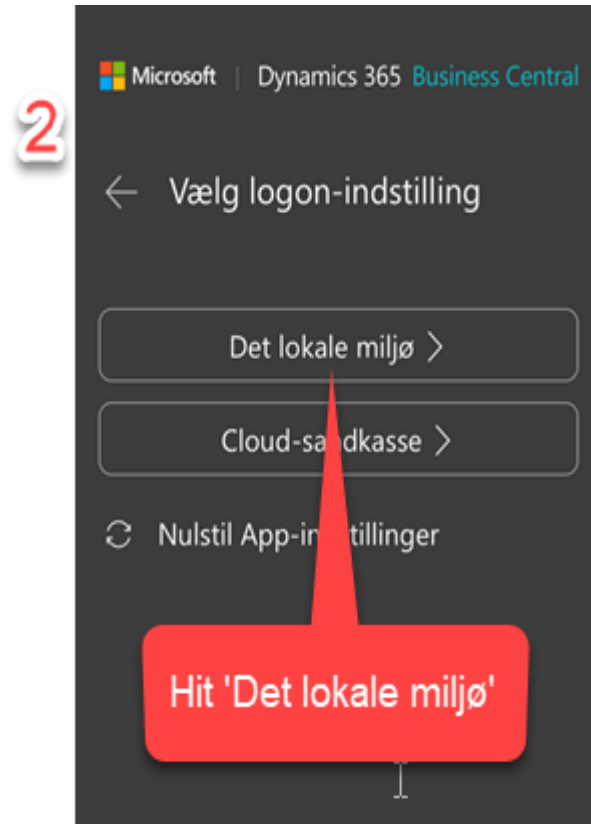 Microsoft | Dynamics 365 Business Central
2
Vælg logon-indstilling
Det lokale miljø
Cloud-sandkasse
Nulstil App-indstillinger
Hit 'Det lokale miljø'